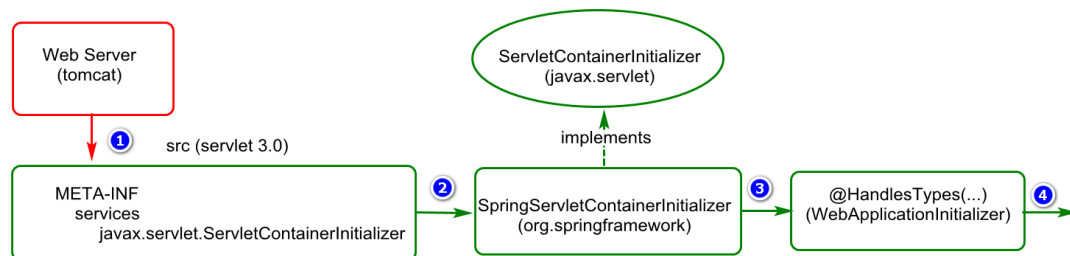 Web Server
(tomcat)
ServletContainerInitializer
(javax.servlet)
1
src (servlet 3.0)
implements
META-INF
services
javax.servlet.ServletContainerInitializer
2
SpringServletContainerInitializer
(org.springframework)
3
@HandlesTypes(...)
(WebApplicationInitializer)
4